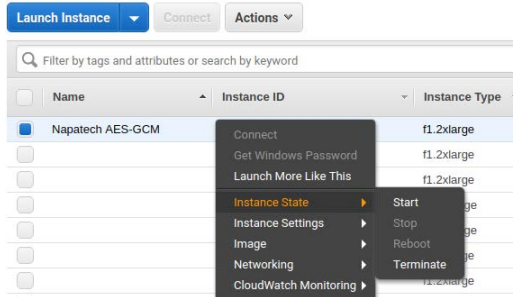 Launch Instance Connect Actions
Filter by tags and attributes or search by keyword
Name Instance ID Instance Type
Napatech AES-GCM f1.2xlarge
Connect
Get Windows Password f1.2xlarge
Launch More Like This f1.2xlarge
Instance State Start
Instance Settings Stop
Image Reboot
Networking Terminate
CloudWatch Monitoring f1.2xlarge